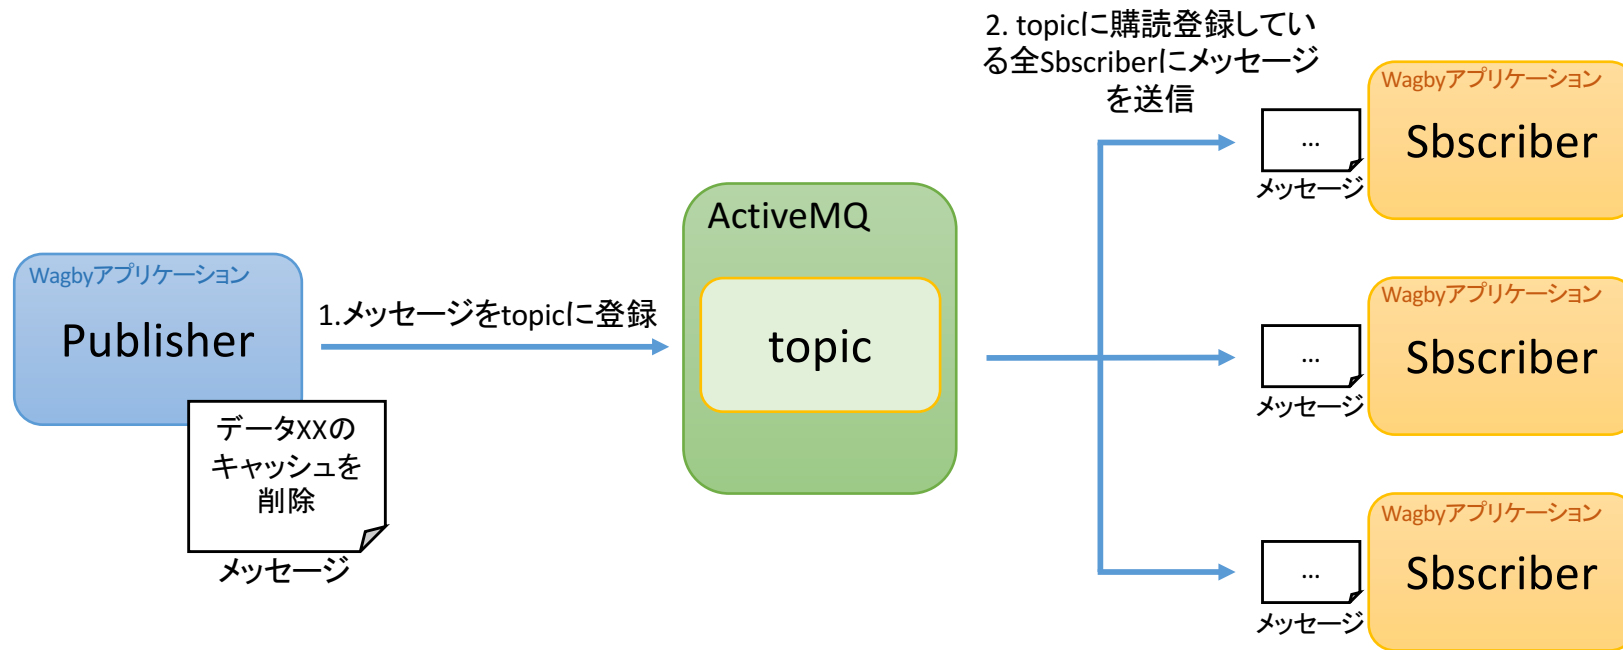 Wagbyアプリケーション
Publisher
データXXの
キャッシュを
削除
メッセージ
1.メッセージをtopicに登録
ActiveMQ
topic
2. topicに購読登録してい
る全Sbscriberにメッセージ
を送信
...
メッセージ
Wagbyアプリケーション
Sbscriber
...
メッセージ
Wagbyアプリケーション
Sbscriber
...
メッセージ
Wagbyアプリケーション
Sbscriber